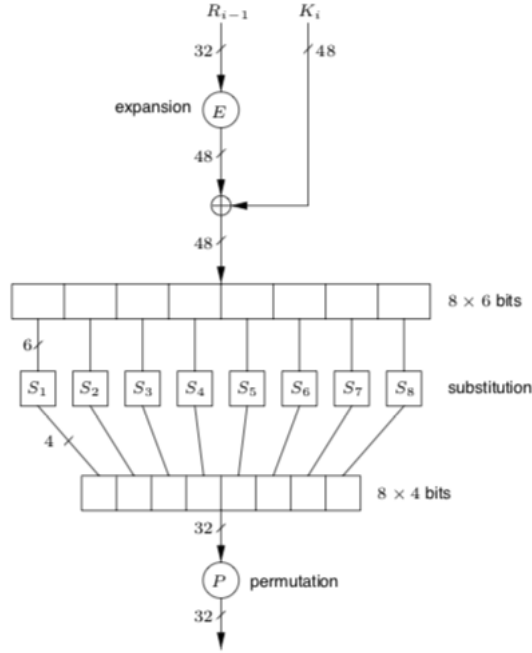 R_{i−1} K_i
32 48
expansion E
48
48
8 × 6 bits
6
S_1 S_2 S_3 S_4 S_5 S_6 S_7 S_8 substitution
4
8 × 4 bits
32
P permutation
32